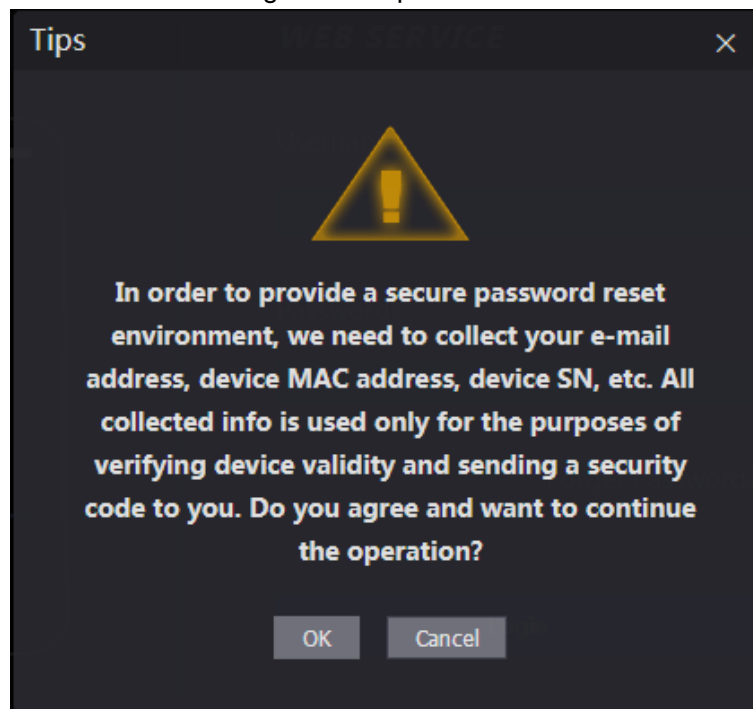 Tips
WEB SERVICE
In order to provide a secure password reset
environment, we need to collect your e-mail
address, device MAC address, device SN, etc. All
collected info is used only for the purposes of
verifying device validity and sending a security
code to you. Do you agree and want to continue
the operation?
OK Cancel